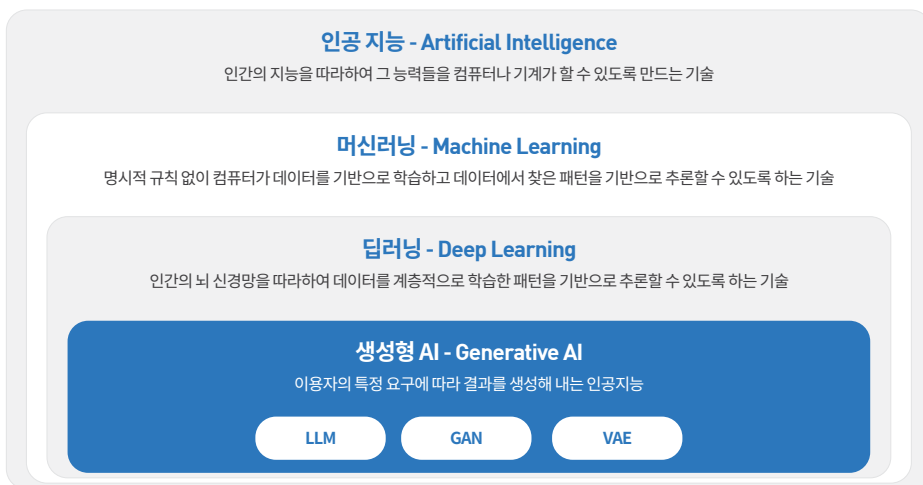 인공 지능 - Artificial Intelligence
인간의 지능을 따라하여 그 능력들을 컴퓨터나 기계가 할 수 있도록 만드는 기술
머신러닝 - Machine Learning
명시적 규칙 없이 컴퓨터가 데이터를 기반으로 학습하고 데이터에서 찾은 패턴을 기반으로 추론할 수 있도록 하는 기술
딥러닝 - Deep Learning
인간의 뇌 신경망을 따라하여 데이터를 계층적으로 학습한 패턴을 기반으로 추론할 수 있도록 하는 기술
생성형 AI - Generative AI
이용자의 특정 요구에 따라 결과를 생성해 내는 인공지능
LLM GAN VAE